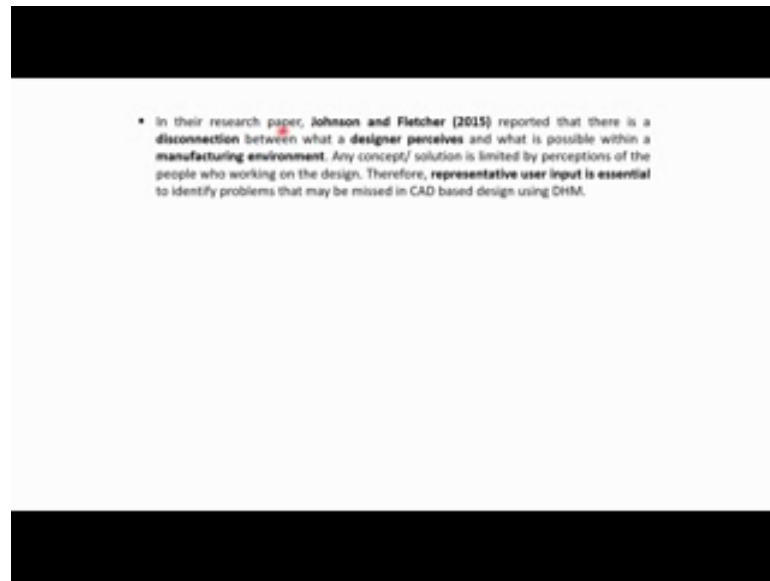 • In their research paper, Johnson and Fletcher (2015) reported that there is a
disconnection between what a designer perceives and what is possible within a
manufacturing environment. Any concept/ solution is limited by perceptions of the
people who working on the design. Therefore, representative user input is essential
to identify problems that may be missed in CAD based design using DHM.